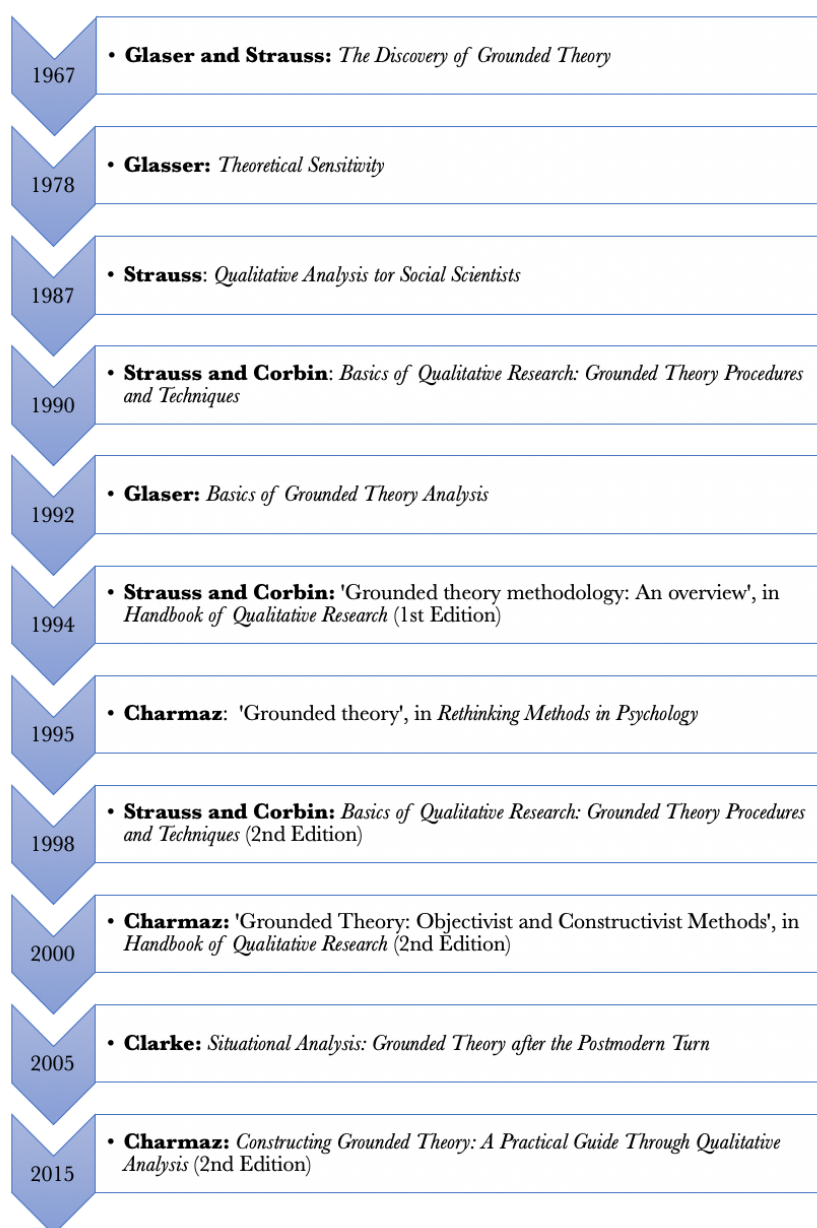 1967
• Glaser and Strauss: The Discovery of Grounded Theory
1978
• Glasser: Theoretical Sensitivity
1987
• Strauss: Qualitative Analysis tor Social Scientists
1990
• Strauss and Corbin: Basics of Qualitative Research: Grounded Theory Procedures
and Techniques
1992
• Glaser: Basics of Grounded Theory Analysis
1994
• Strauss and Corbin: 'Grounded theory methodology: An overview', in
Handbook of Qualitative Research (1st Edition)
1995
• Charmaz: 'Grounded theory', in Rethinking Methods in Psychology
1998
• Strauss and Corbin: Basics of Qualitative Research: Grounded Theory Procedures
and Techniques (2nd Edition)
2000
• Charmaz: 'Grounded Theory: Objectivist and Constructivist Methods', in
Handbook of Qualitative Research (2nd Edition)
2005
• Clarke: Situational Analysis: Grounded Theory after the Postmodern Turn
2015
• Charmaz: Constructing Grounded Theory: A Practical Guide Through Qualitative
Analysis (2nd Edition)